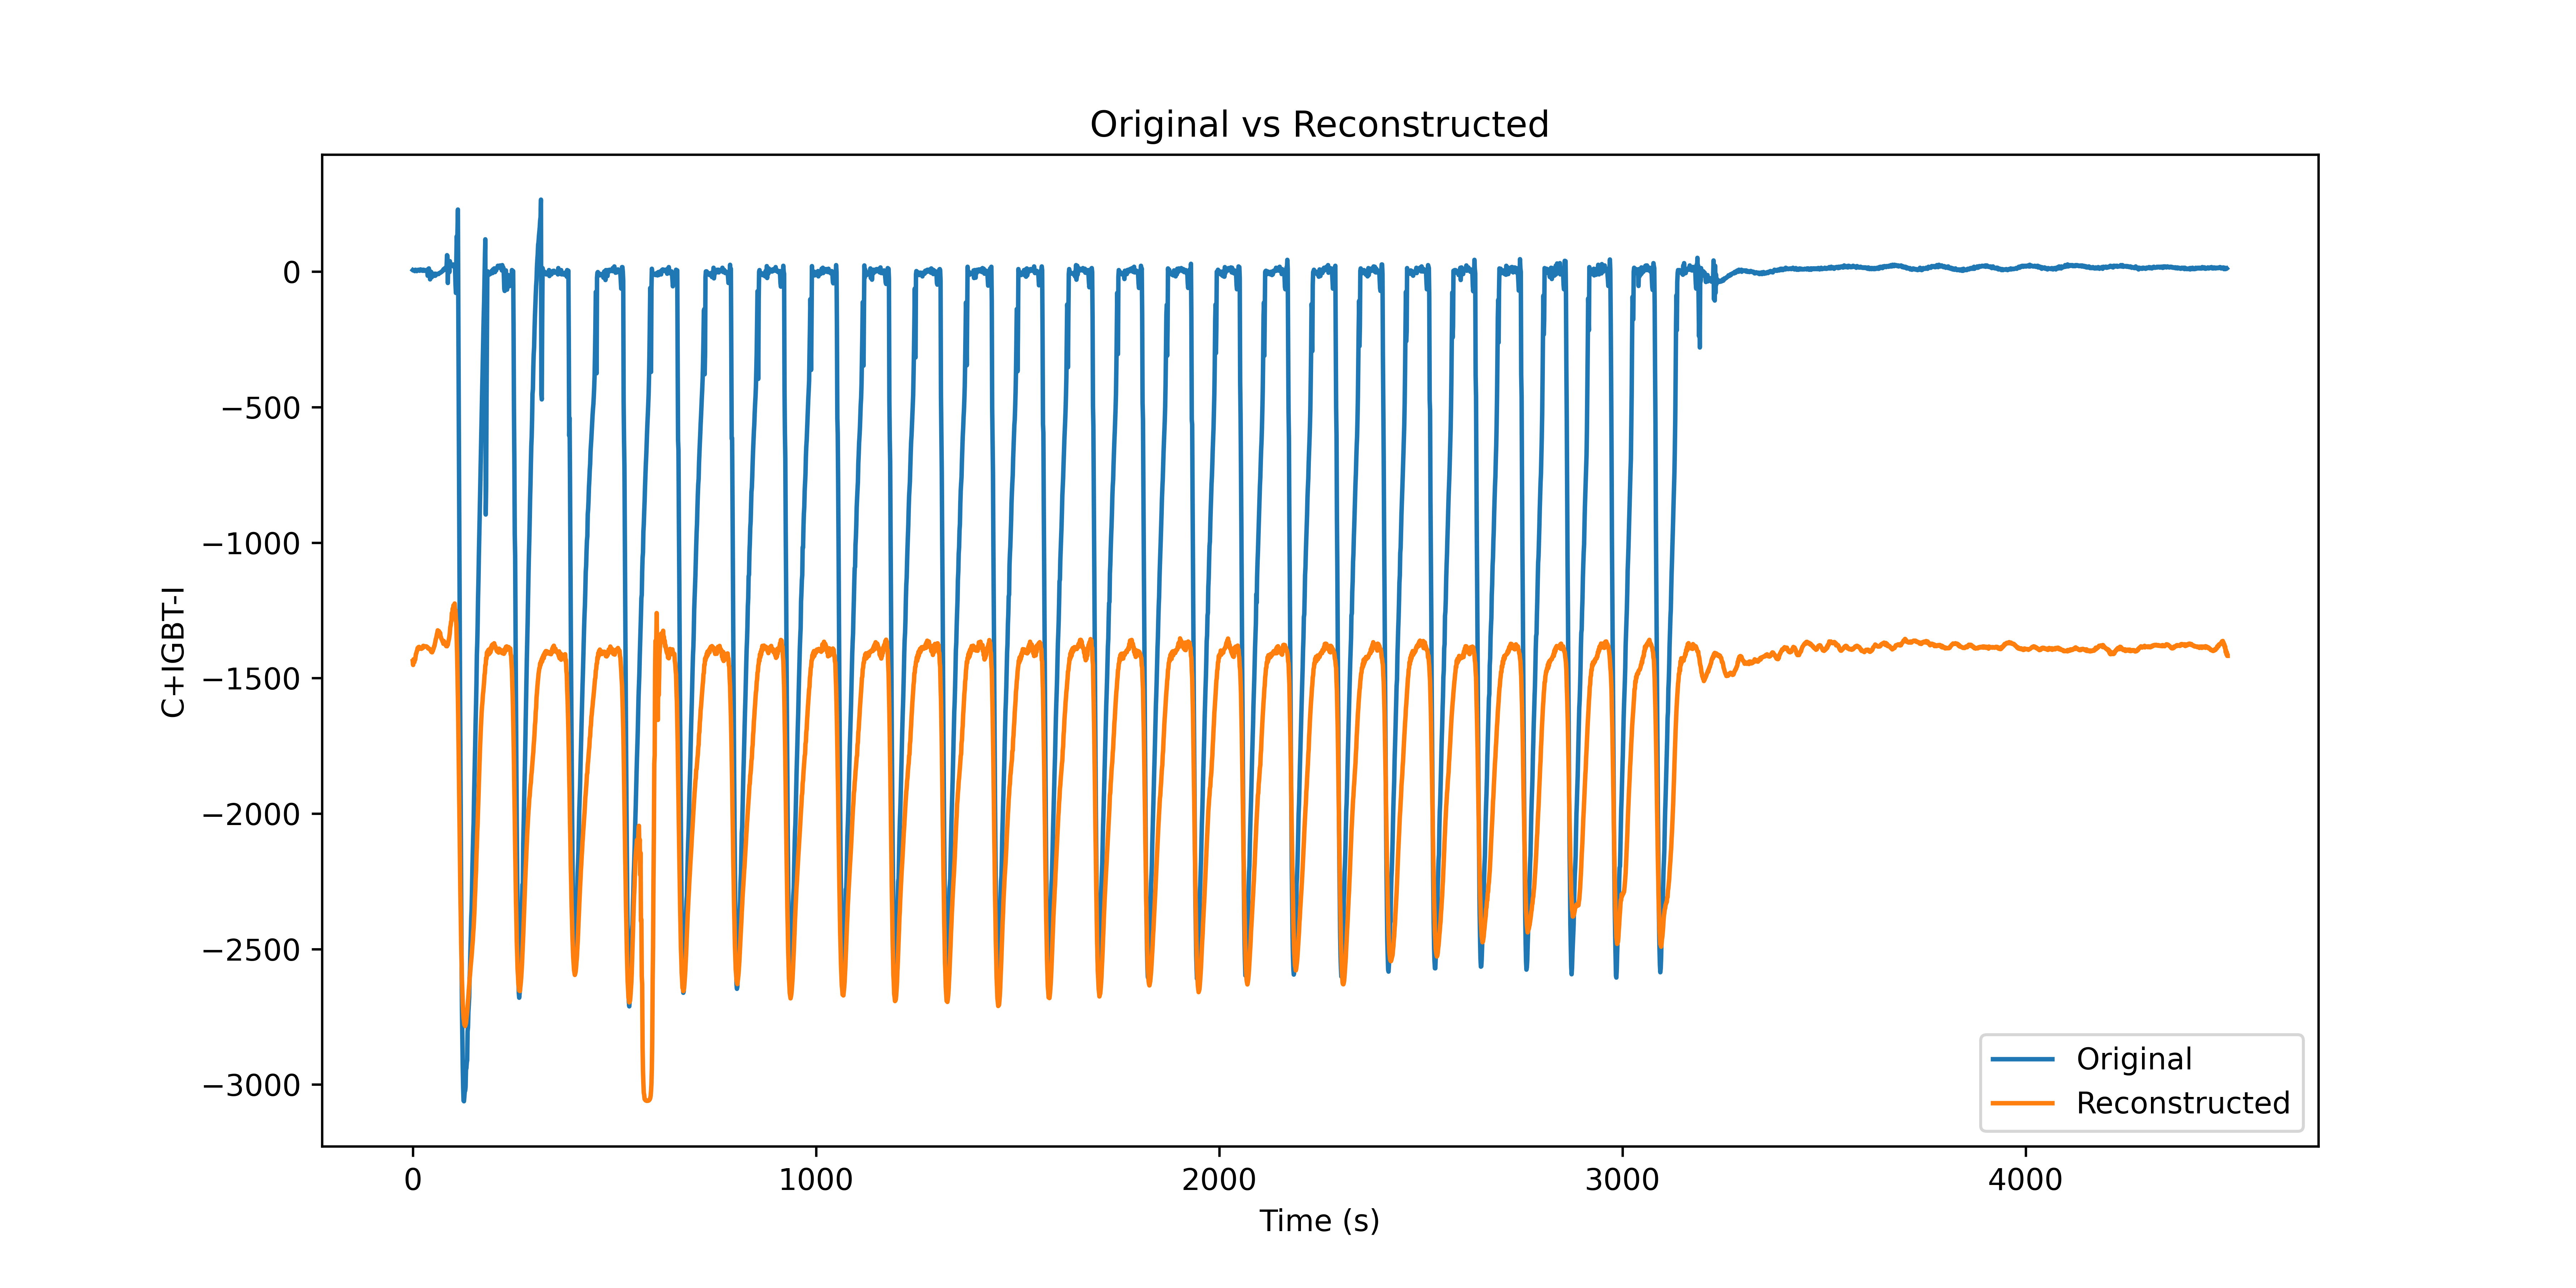 Original vs Reconstructed
C+IGBT-I
0
−500
−1000
−1500
−2000
−2500
−3000
0
1000
2000
3000
4000
Time (s)
Original
Reconstructed